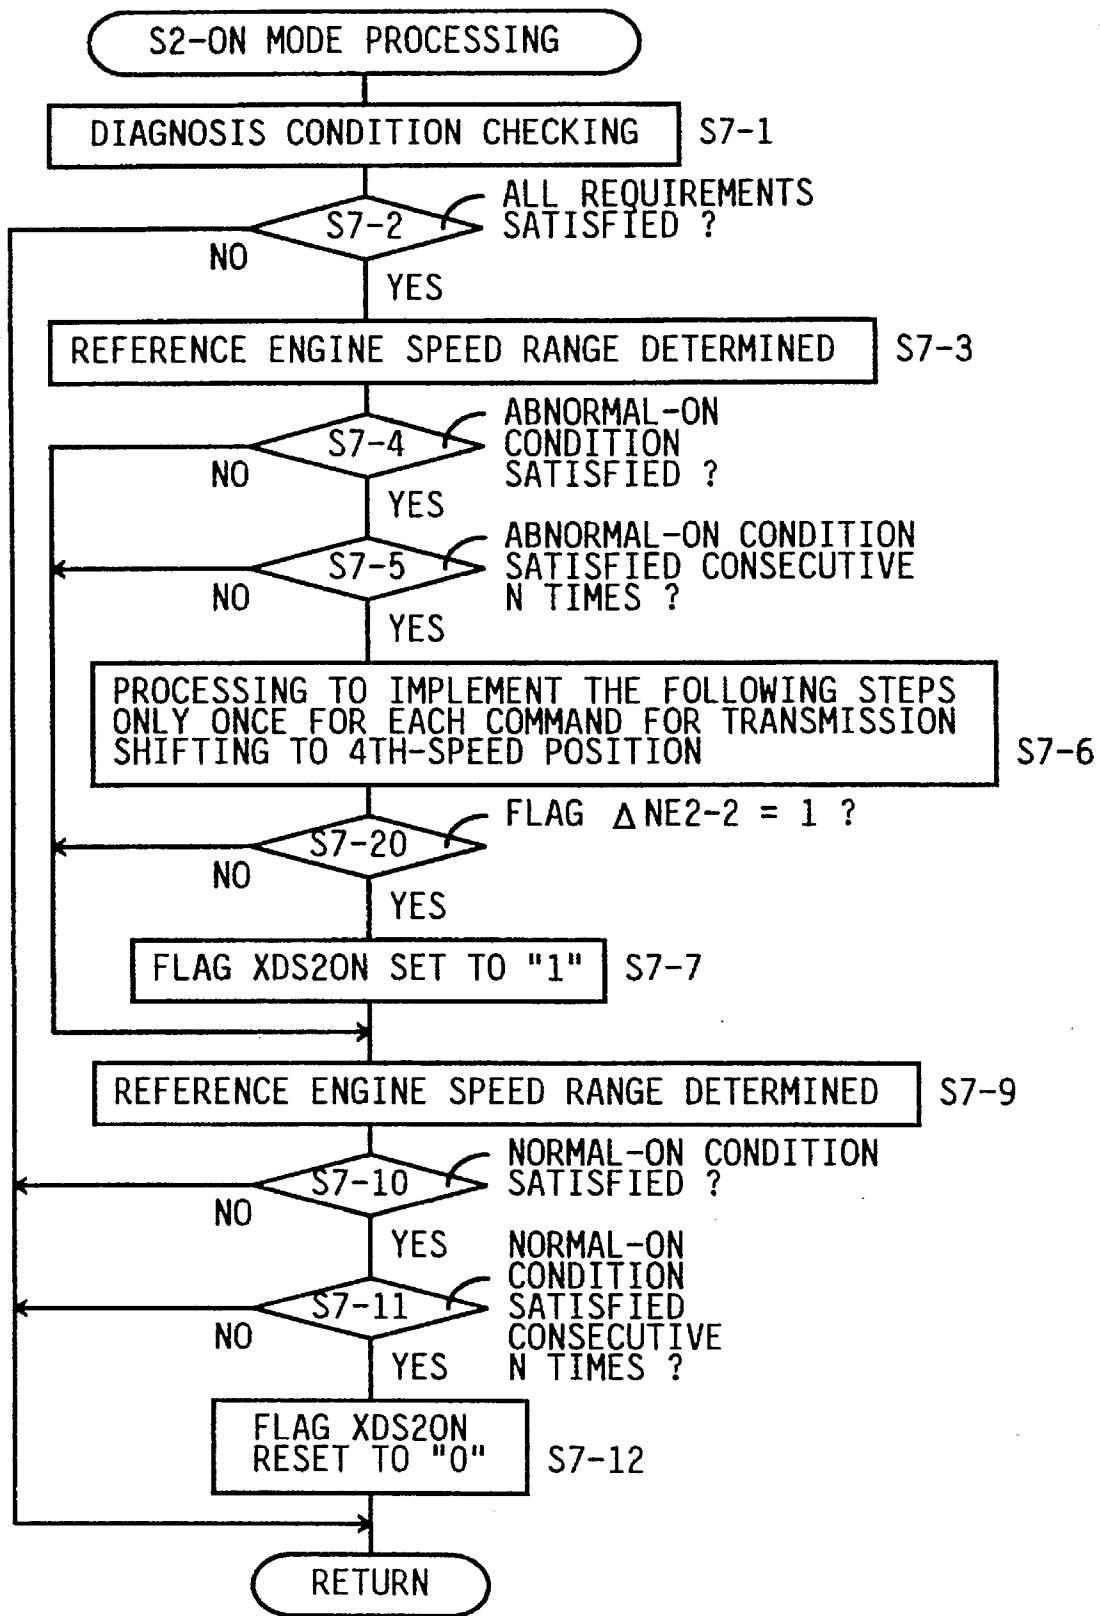 S2-ON MODE PROCESSING
DIAGNOSIS CONDITION CHECKING
S7-1
S7-2
ALL REQUIREMENTS
SATISFIED ?
NO
YES
REFERENCE ENGINE SPEED RANGE DETERMINED
S7-3
S7-4
ABNORMAL-ON
CONDITION
SATISFIED ?
NO
YES
S7-5
ABNORMAL-ON CONDITION
SATISFIED CONSECUTIVE
N TIMES ?
NO
YES
PROCESSING TO IMPLEMENT THE FOLLOWING STEPS
ONLY ONCE FOR EACH COMMAND FOR TRANSMISSION
SHIFTING TO 4TH-SPEED POSITION
S7-6
S7-20
FLAG Δ NE2-2 = 1 ?
NO
YES
FLAG XDS2ON SET TO "1"
S7-7
REFERENCE ENGINE SPEED RANGE DETERMINED
S7-9
S7-10
NORMAL-ON CONDITION
SATISFIED ?
NO
YES
S7-11
NORMAL-ON
CONDITION
SATISFIED
CONSECUTIVE
N TIMES ?
NO
YES
FLAG XDS2ON
RESET TO "0"
S7-12
RETURN